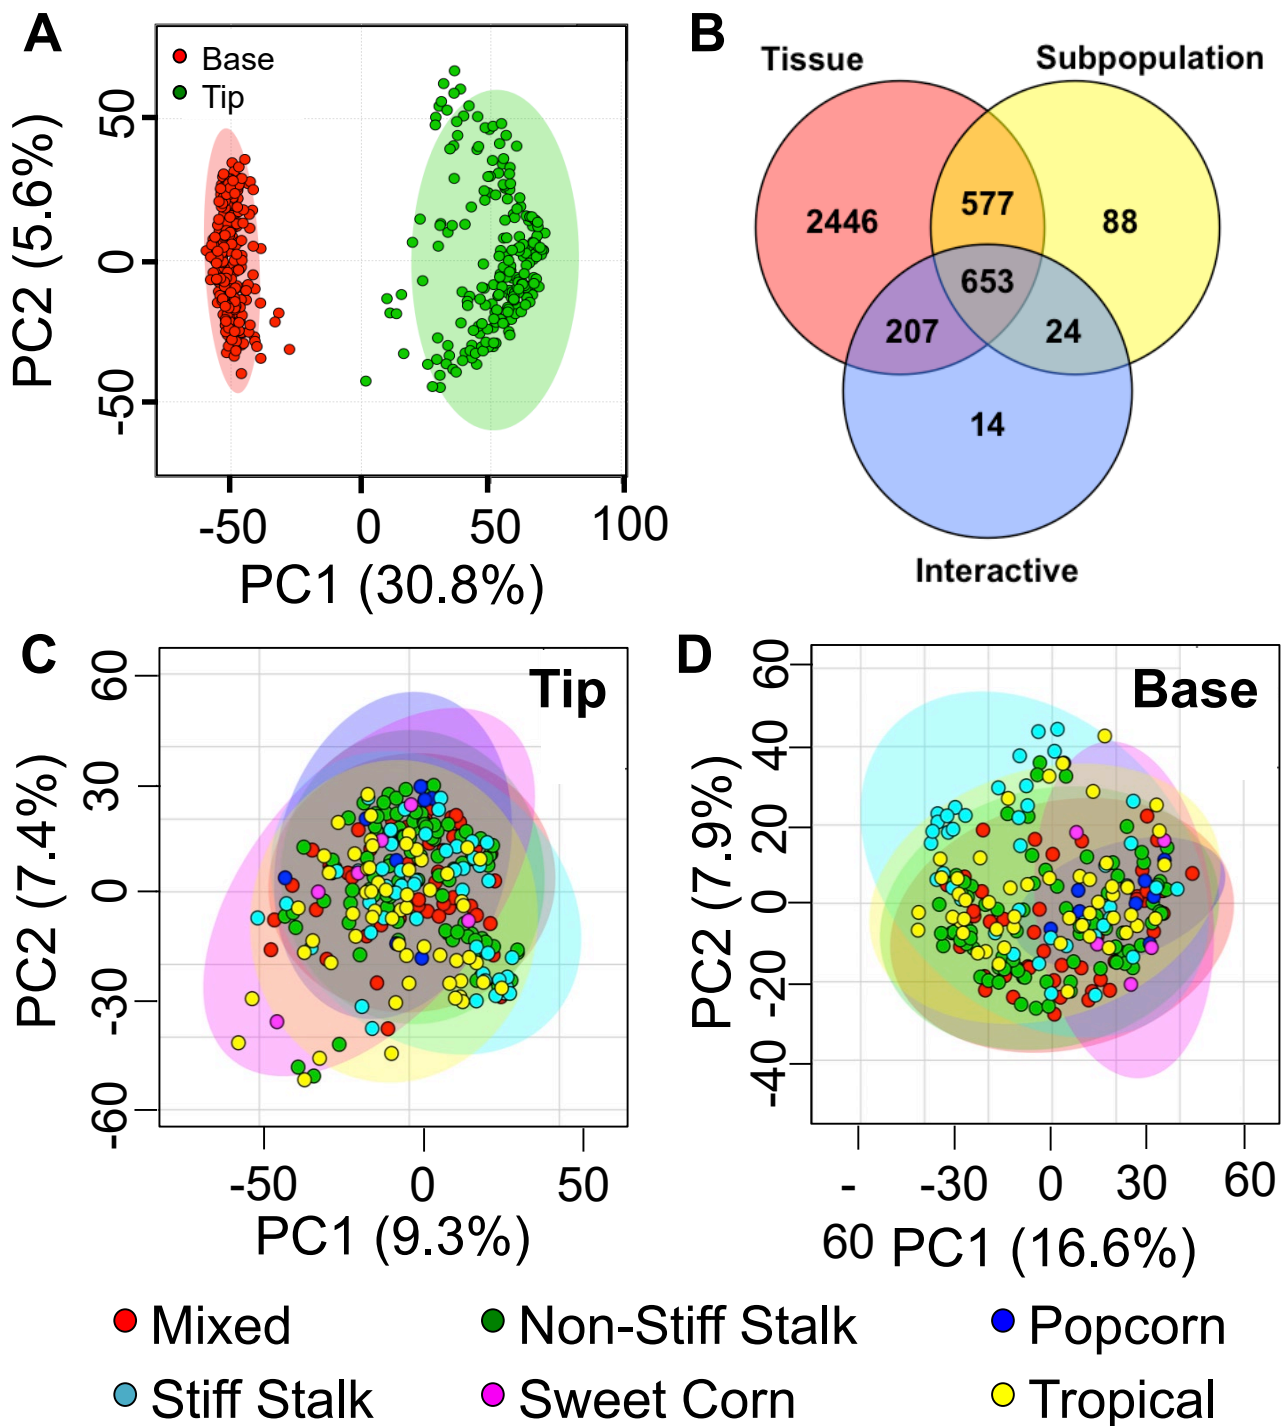 A
Base
Tip
50
0
-50
PC2 (5.6%)
-50
0
50
100
PC1 (30.8%)
B
Tissue
Subpopulation
2446
577
88
653
207
24
14
Interactive
C
Tip
60
30
0
-30
-60
PC2 (7.4%)
-50
0
50
PC1 (9.3%)
D
Base
60
40
20
0
-20
-40
PC2 (7.9%)
-
60
-30
0
30
60
PC1 (16.6%)
Mixed
Non-Stiff Stalk
Popcorn
Stiff Stalk
Sweet Corn
Tropical